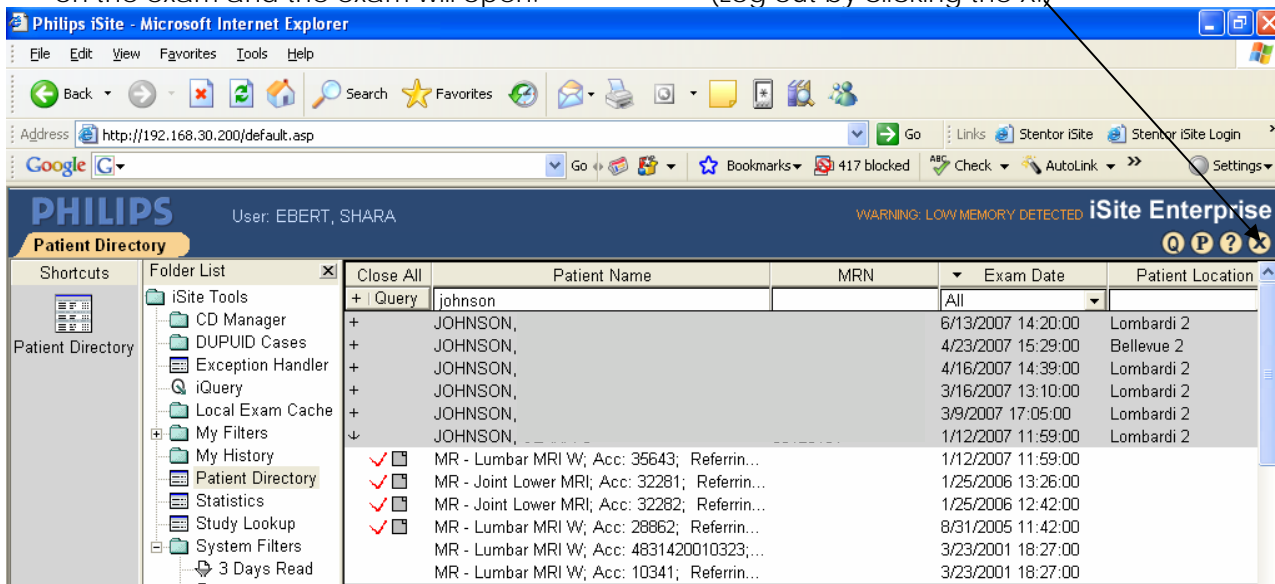 on the exam and the exam will open. (Log out by clicking the X.)
Philips iSite - Microsoft Internet Explorer
File Edit View Favorites Tools Help
Back Search Favorites
Address http://192.168.30.200/default.asp Go Links Stentor iSite Stentor iSite Login
Google G Go Bookmarks 417 blocked Check AutoLink Settings
PHILIPS User: EBERT, SHARA WARNING: LOW MEMORY DETECTED iSite Enterprise
Patient Directory Q P ? X
Shortcuts Folder List Close All Patient Name MRN Exam Date Patient Location
iSite Tools + Query johnson All
CD Manager + JOHNSON, 6/13/2007 14:20:00 Lombardi 2
Patient Directory DUPUID Cases + JOHNSON, 4/23/2007 15:29:00 Bellevue 2
Exception Handler + JOHNSON, 4/16/2007 14:39:00 Lombardi 2
iQuery + JOHNSON, 3/16/2007 13:10:00 Lombardi 2
Local Exam Cache + JOHNSON, 3/9/2007 17:05:00 Lombardi 2
My Filters JOHNSON, 1/12/2007 11:59:00 Lombardi 2
My History MR - Lumbar MRI W; Acc: 35643; Referrin... 1/12/2007 11:59:00
Patient Directory MR - Joint Lower MRI; Acc: 32281; Referrin... 1/25/2006 13:26:00
Statistics MR - Joint Lower MRI; Acc: 32282; Referrin... 1/25/2006 12:42:00
Study Lookup MR - Lumbar MRI W; Acc: 28862; Referrin... 8/31/2005 11:42:00
System Filters MR - Lumbar MRI W; Acc: 4831420010323;... 3/23/2001 18:27:00
3 Days Read MR - Lumbar MRI W; Acc: 10341; Referrin... 3/23/2001 18:27:00